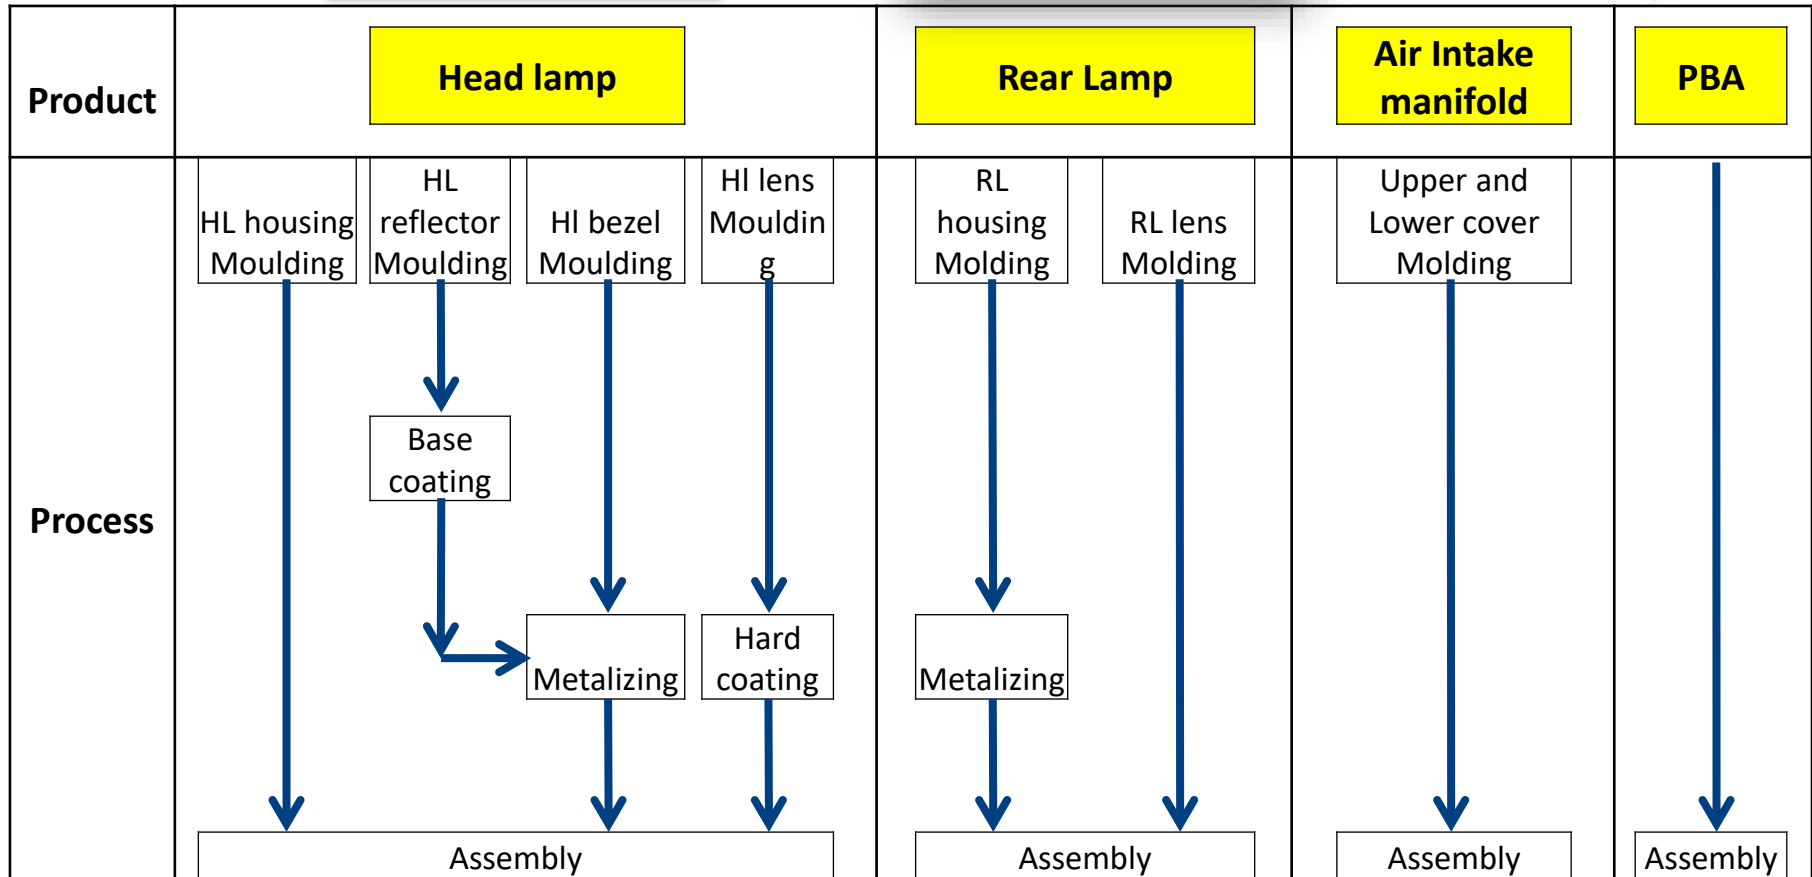 Product
Head lamp
Rear Lamp
Air Intake
manifold
PBA
Process
HL housing
Moulding
HL
reflector
Moulding
Hl bezel
Moulding
Hl lens
Mouldin
g
RL
housing
Molding
RL lens
Molding
Upper and
Lower cover
Molding
Base
coating
Metalizing
Hard
coating
Metalizing
Assembly
Assembly
Assembly
Assembly